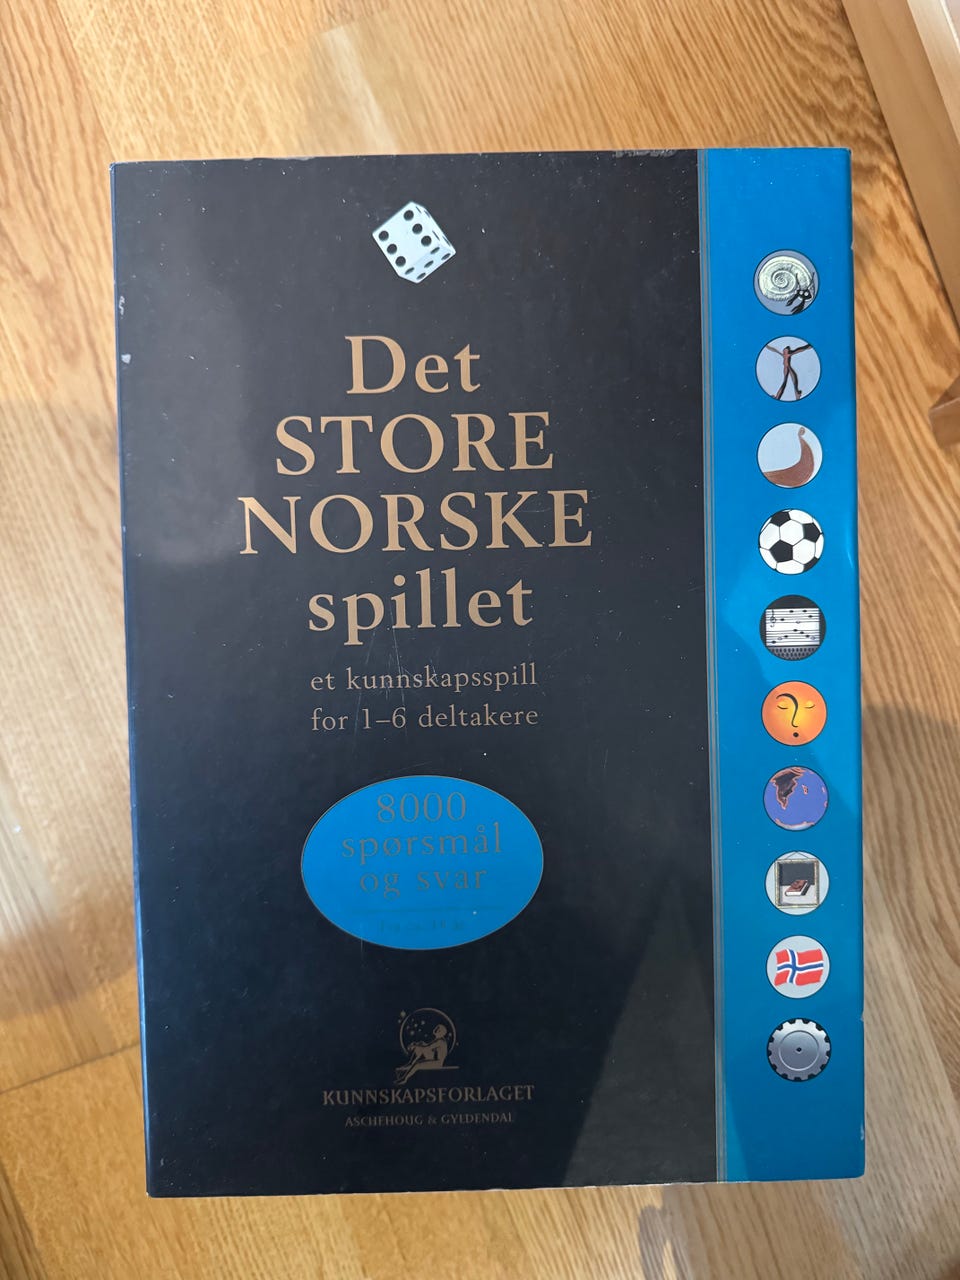 Det
STORE
NORSKE
spillet
et kunnskapsspill
for 1–6 deltakere
8000
spørsmål
og svar
KUNNSKAPSFORLAGET
ASCHEHOUG & GYLDENDAL